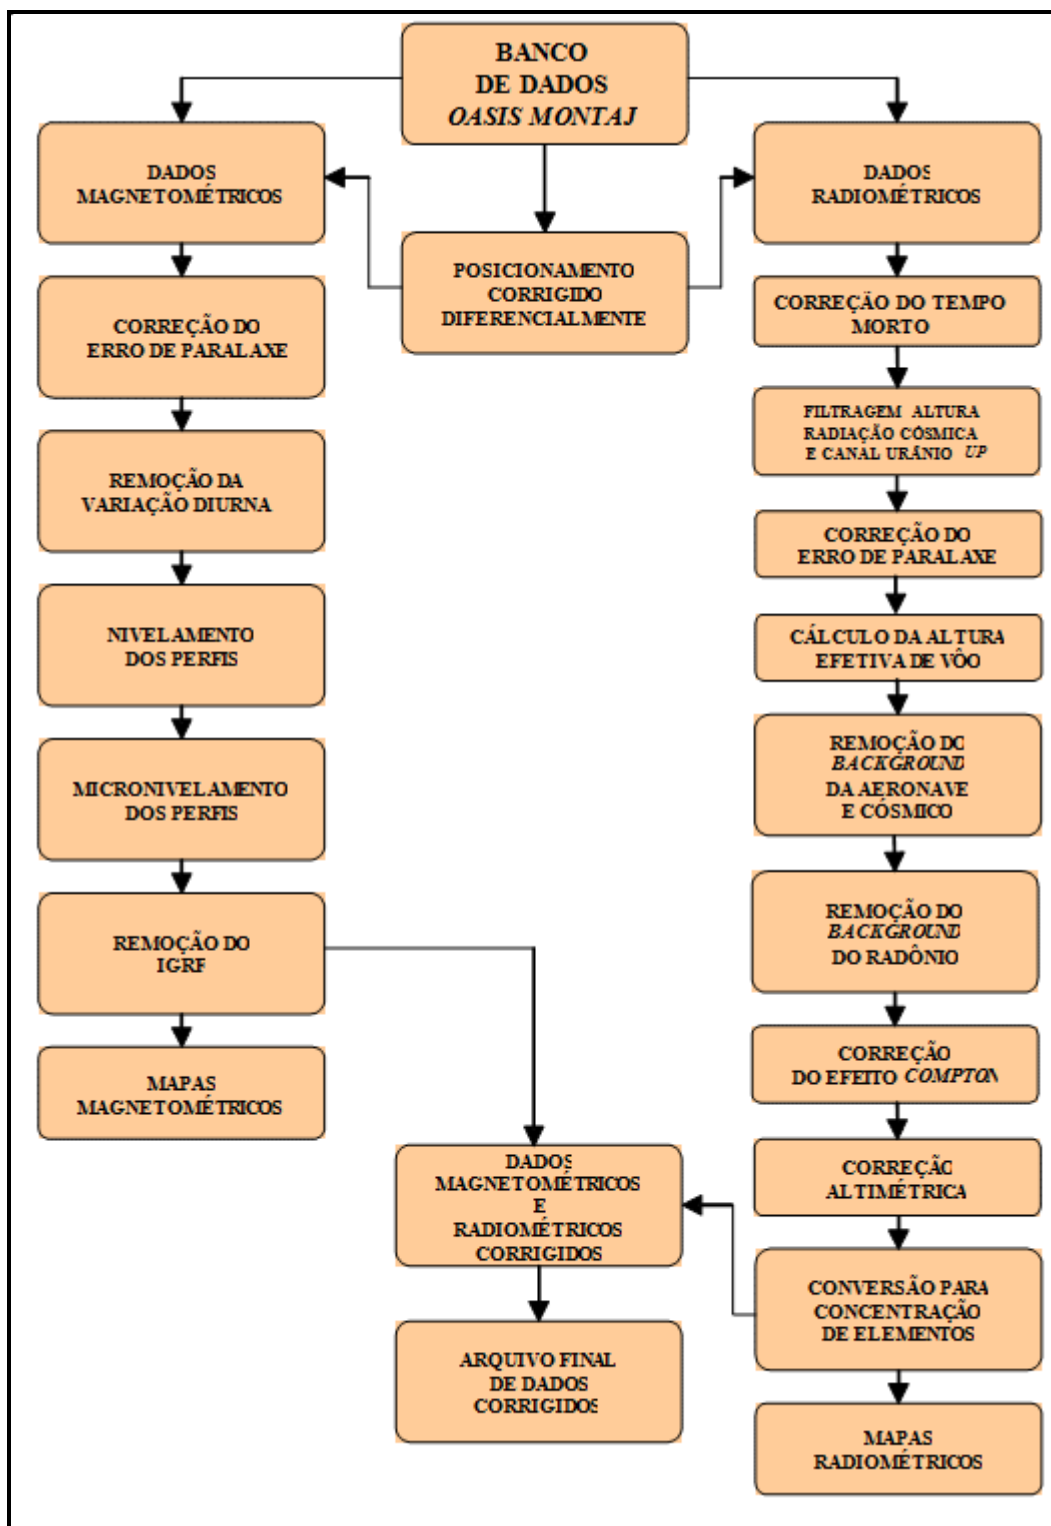 BANCO
DE DADOS
OASIS MONTAJ
DADOS
MAGNETOMÉTRICOS
DADOS
RADIOMÉTRICOS
POSICIONAMENTO
CORRIGIDO
DIFERENCIALMENTE
CORREÇÃO DO
ERRO DE PARALAXE
REMOÇÃO DA
VARIAÇÃO DIURNA
NIVELAMENTO
DOS PERFIS
MICRONIVELAMENTO
DOS PERFIS
REMOÇÃO DO
IGRF
MAPAS
MAGNETOMÉTRICOS
CORREÇÃO DO TEMPO
MORTO
FILTRAGEM ALTURA
RADIAÇÃO CÓSMICA
E CANAL URÂNIO UP
CORREÇÃO DO
ERRO DE PARALAXE
CÁLCULO DA ALTURA
EFETIVA DE VÔO
REMOÇÃO DO
BACKGROUND
DA AERONAVE
E CÓSMICO
REMOÇÃO DO
BACKGROUND
DO RADÔNIO
CORREÇÃO
DO EFEITO COMPTON
CORREÇÃO
ALTIMÉTRICA
CONVERSÃO PARA
CONCENTRAÇÃO
DE ELEMENTOS
MAPAS
RADIOMÉTRICOS
DADOS
MAGNETOMÉTRICOS
E
RADIOMÉTRICOS
CORRIGIDOS
ARQUIVO FINAL
DE DADOS
CORRIGIDOS